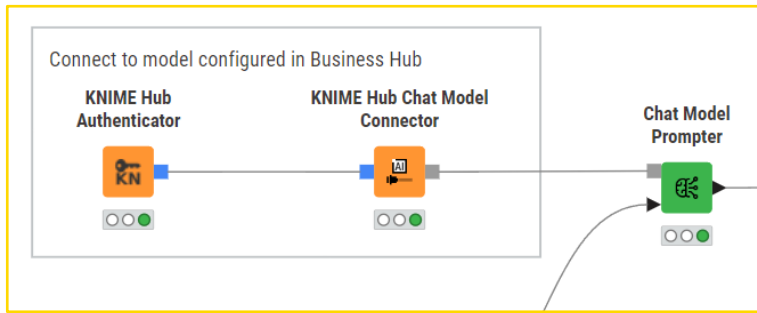 Connect to model configured in Business Hub
KNIME Hub
Authenticator
KNIME Hub Chat Model
Connector
Chat Model
Prompter
KN
AI